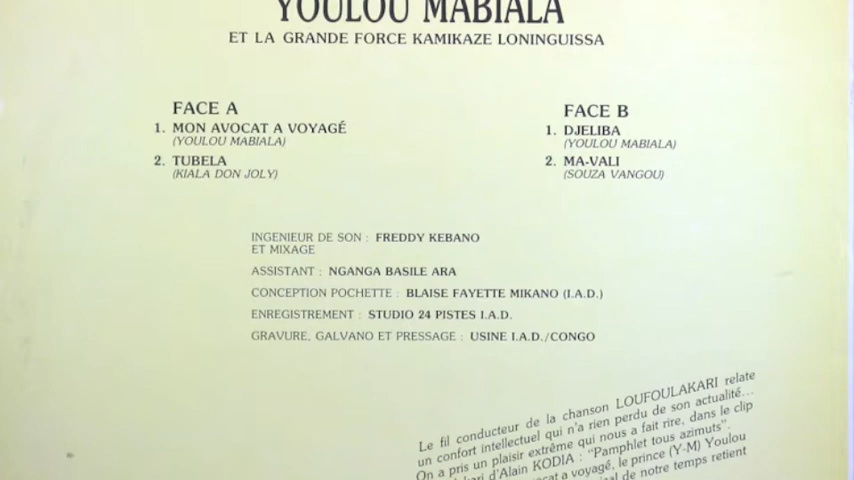 YOULOU MABIALA
ET LA GRANDE FORCE KAMIKAZE LONINGUISSA
FACE A
1. MON AVOCAT A VOYAGÉ
(YOULOU MABIALA)
2. TUBELA
(KIALA DON JOLY)
FACE B
1. DJELIBA
(YOULOU MABIALA)
2. MA-VALI
(SOUZA VANGOU)
INGENIEUR DE SON : FREDDY KEBANO
ET MIXAGE
ASSISTANT : NGANGA BASILE ARA
CONCEPTION POCHETTE : BLAISE FAYETTE MIKANO (I.A.D.)
ENREGISTREMENT : STUDIO 24 PISTES I.A.D.
GRAVURE, GALVANO ET PRESSAGE : USINE I.A.D./CONGO
Le fil conducteur de la chanson LOUFOULAKARI relate
un confort intellectuel qui n'a rien perdu de son actualité...
On a pris un plaisir extrême qui nous a fait rire, dans le clip
d'Alain KODIA : "Pamphlet tous azimuts".
a voyagé, le prince (Y-M) Youlou
de notre temps retient